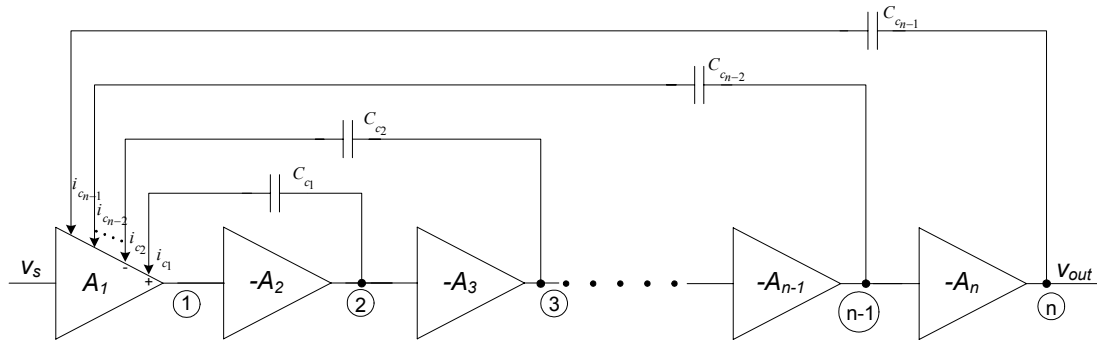 C_{c_{n-1}}
C_{c_{n-2}}
C_{c_2}
C_{c_1}
i_{c_{n-1}}
i_{c_{n-2}}
i_{c_2}
i_{c_1}
- +
v_s A_1 -A_2 -A_3 -A_{n-1} -A_n v_{out}
1 2 3 n-1 n